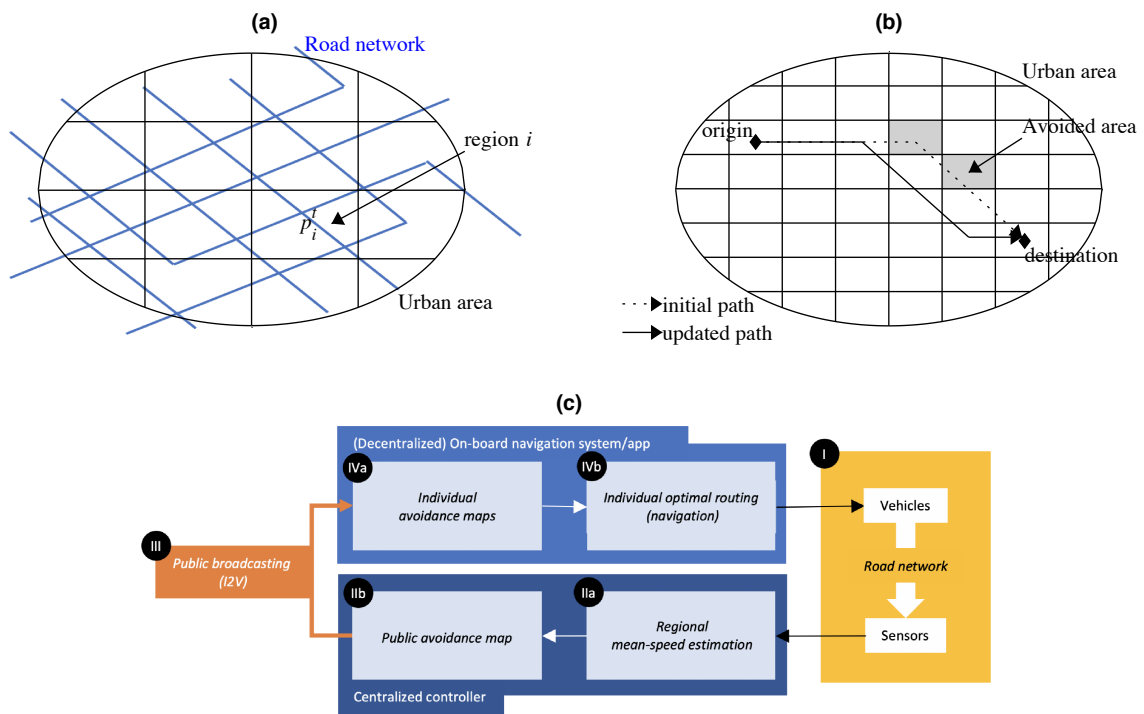 (a)
Road network
region i
p_i^t
Urban area
(b)
Urban area
origin
Avoided area
destination
initial path
updated path
(c)
(Decentralized) On-board navigation system/app
IVa
Individual
avoidance maps
IVb
Individual optimal routing
(navigation)
I
Vehicles
Road network
Sensors
III
Public broadcasting
(I2V)
IIb
Public avoidance map
IIa
Regional
mean-speed estimation
Centralized controller